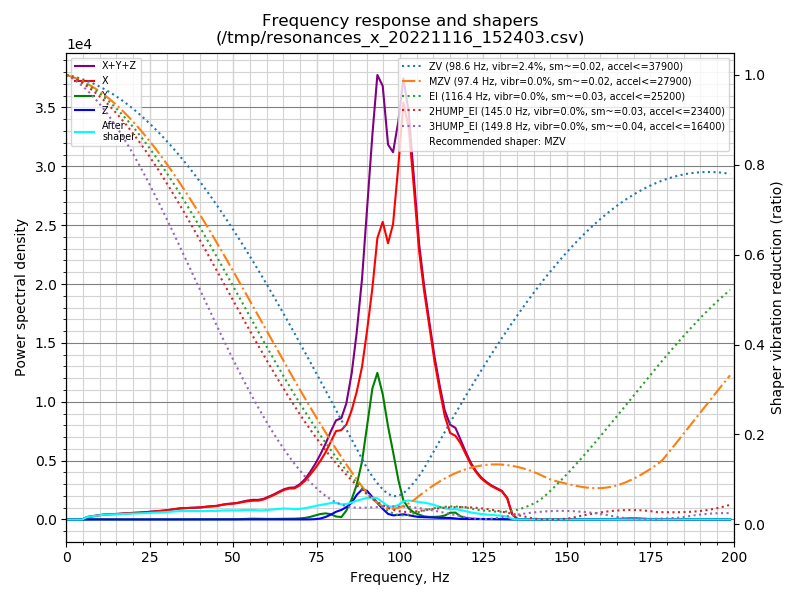 Frequency response and shapers
(/tmp/resonances_x_20221116_152403.csv)
1e4
X+Y+Z
X
Y
Z
After
shaper
ZV (98.6 Hz, vibr=2.4%, sm~=0.02, accel<=37900)
MZV (97.4 Hz, vibr=0.0%, sm~=0.02, accel<=27900)
EI (116.4 Hz, vibr=0.0%, sm~=0.03, accel<=25200)
2HUMP_EI (145.0 Hz, vibr=0.0%, sm~=0.03, accel<=23400)
3HUMP_EI (149.8 Hz, vibr=0.0%, sm~=0.04, accel<=16400)
Recommended shaper: MZV
3.5
3.0
2.5
2.0
1.5
1.0
0.5
0.0
Power spectral density
1.0
0.8
0.6
0.4
0.2
0.0
Shaper vibration reduction (ratio)
0 25 50 75 100 125 150 175 200
Frequency, Hz